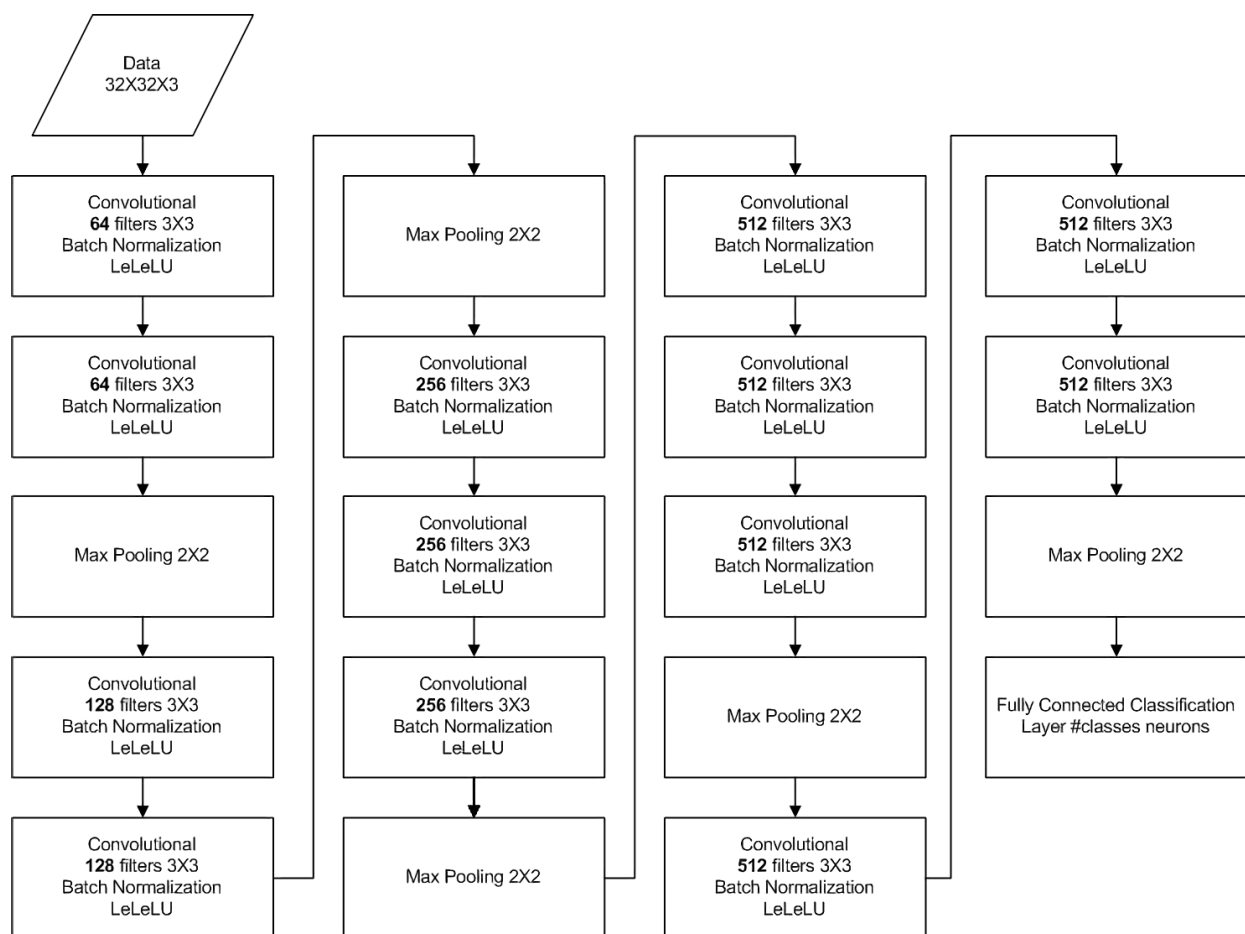 Data
32X32X3
Convolutional
64 filters 3X3
Batch Normalization
LeLeLU
Convolutional
64 filters 3X3
Batch Normalization
LeLeLU
Max Pooling 2X2
Convolutional
128 filters 3X3
Batch Normalization
LeLeLU
Convolutional
128 filters 3X3
Batch Normalization
LeLeLU
Max Pooling 2X2
Convolutional
256 filters 3X3
Batch Normalization
LeLeLU
Convolutional
256 filters 3X3
Batch Normalization
LeLeLU
Convolutional
256 filters 3X3
Batch Normalization
LeLeLU
Max Pooling 2X2
Convolutional
512 filters 3X3
Batch Normalization
LeLeLU
Convolutional
512 filters 3X3
Batch Normalization
LeLeLU
Convolutional
512 filters 3X3
Batch Normalization
LeLeLU
Max Pooling 2X2
Convolutional
512 filters 3X3
Batch Normalization
LeLeLU
Convolutional
512 filters 3X3
Batch Normalization
LeLeLU
Convolutional
512 filters 3X3
Batch Normalization
LeLeLU
Max Pooling 2X2
Fully Connected Classification
Layer #classes neurons